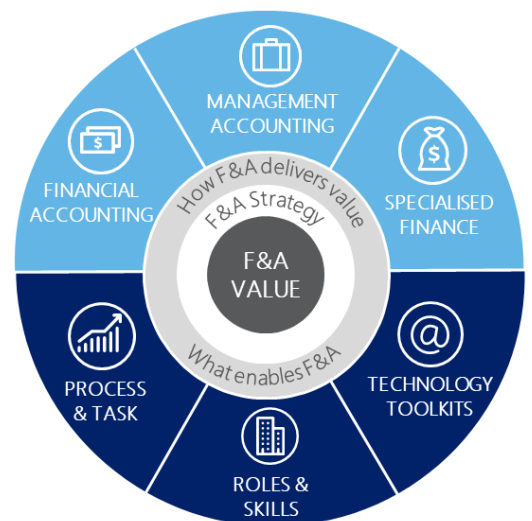 MANAGEMENT
ACCOUNTING
$
FINANCIAL
ACCOUNTING
$
SPECIALISED
FINANCE
How F&A delivers value
F&A Strategy
F&A
VALUE
What enables F&A
PROCESS
& TASK
@
TECHNOLOGY
TOOLKITS
ROLES &
SKILLS